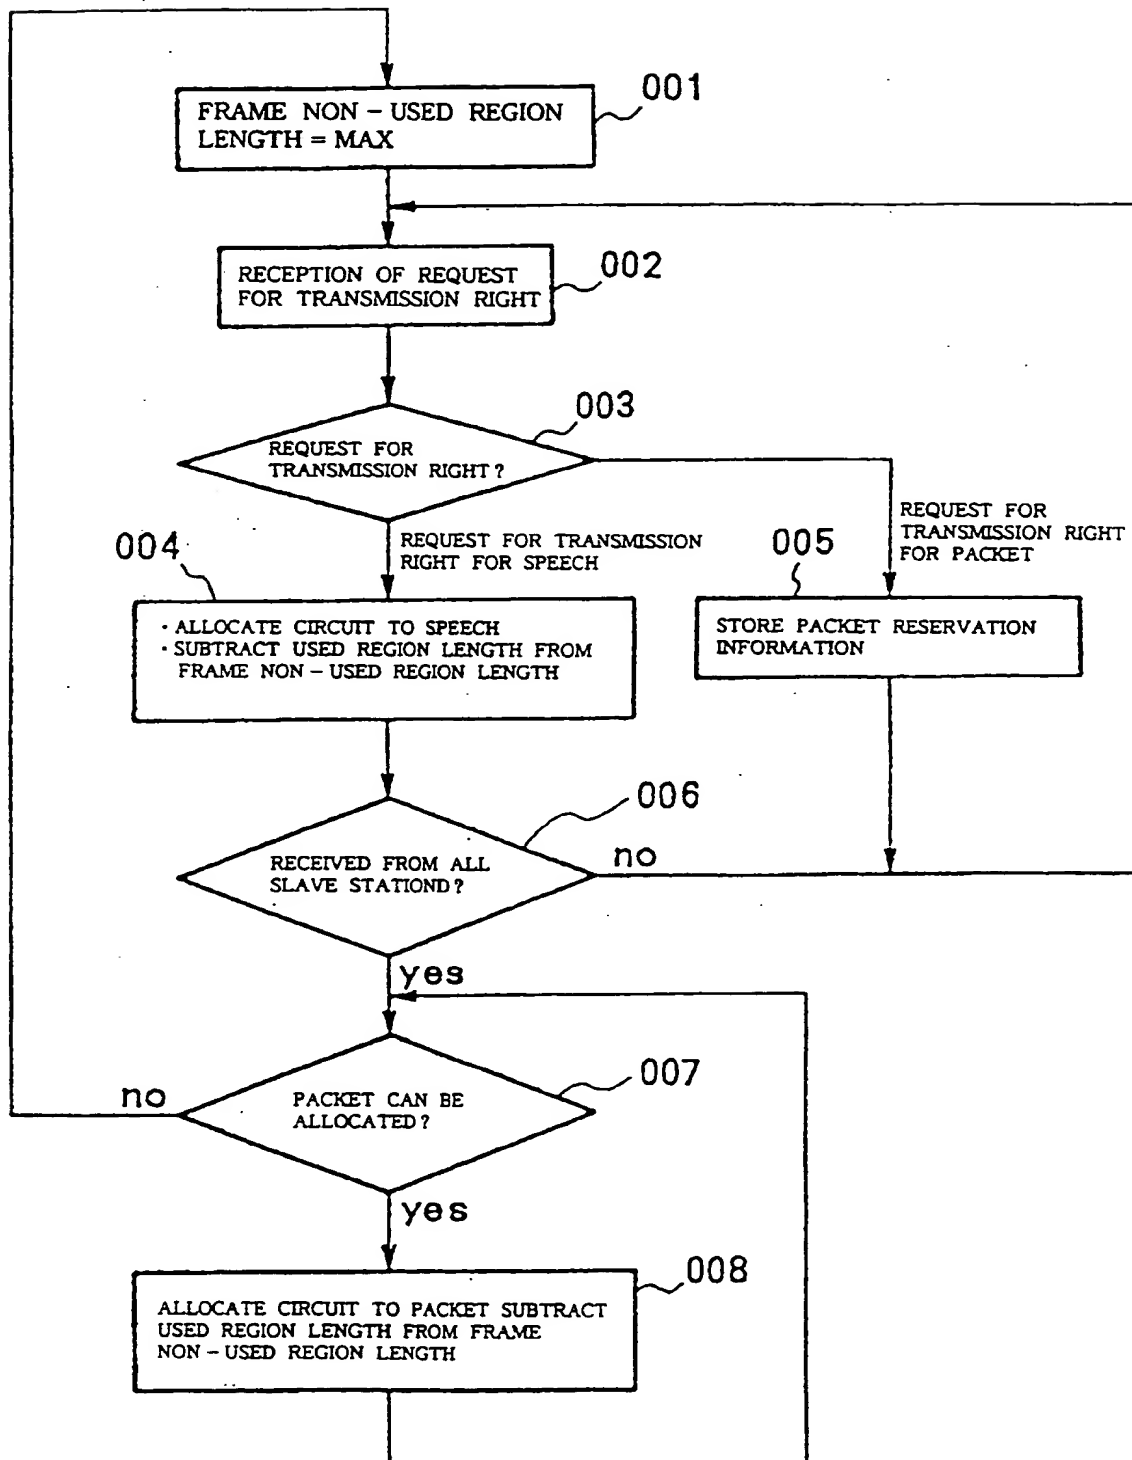 001
FRAME NON-USED REGION
LENGTH = MAX
002
RECEPTION OF REQUEST
FOR TRANSMISSION RIGHT
003
REQUEST FOR
TRANSMISSION RIGHT?
REQUEST FOR
TRANSMISSION RIGHT
FOR PACKET
004
REQUEST FOR TRANSMISSION
RIGHT FOR SPEECH
005
· ALLOCATE CIRCUIT TO SPEECH
· SUBTRACT USED REGION LENGTH FROM
FRAME NON-USED REGION LENGTH
STORE PACKET RESERVATION
INFORMATION
006
RECEIVED FROM ALL
SLAVE STATIOND?
no
yes
007
PACKET CAN BE
ALLOCATED?
no
yes
008
ALLOCATE CIRCUIT TO PACKET SUBTRACT
USED REGION LENGTH FROM FRAME
NON-USED REGION LENGTH